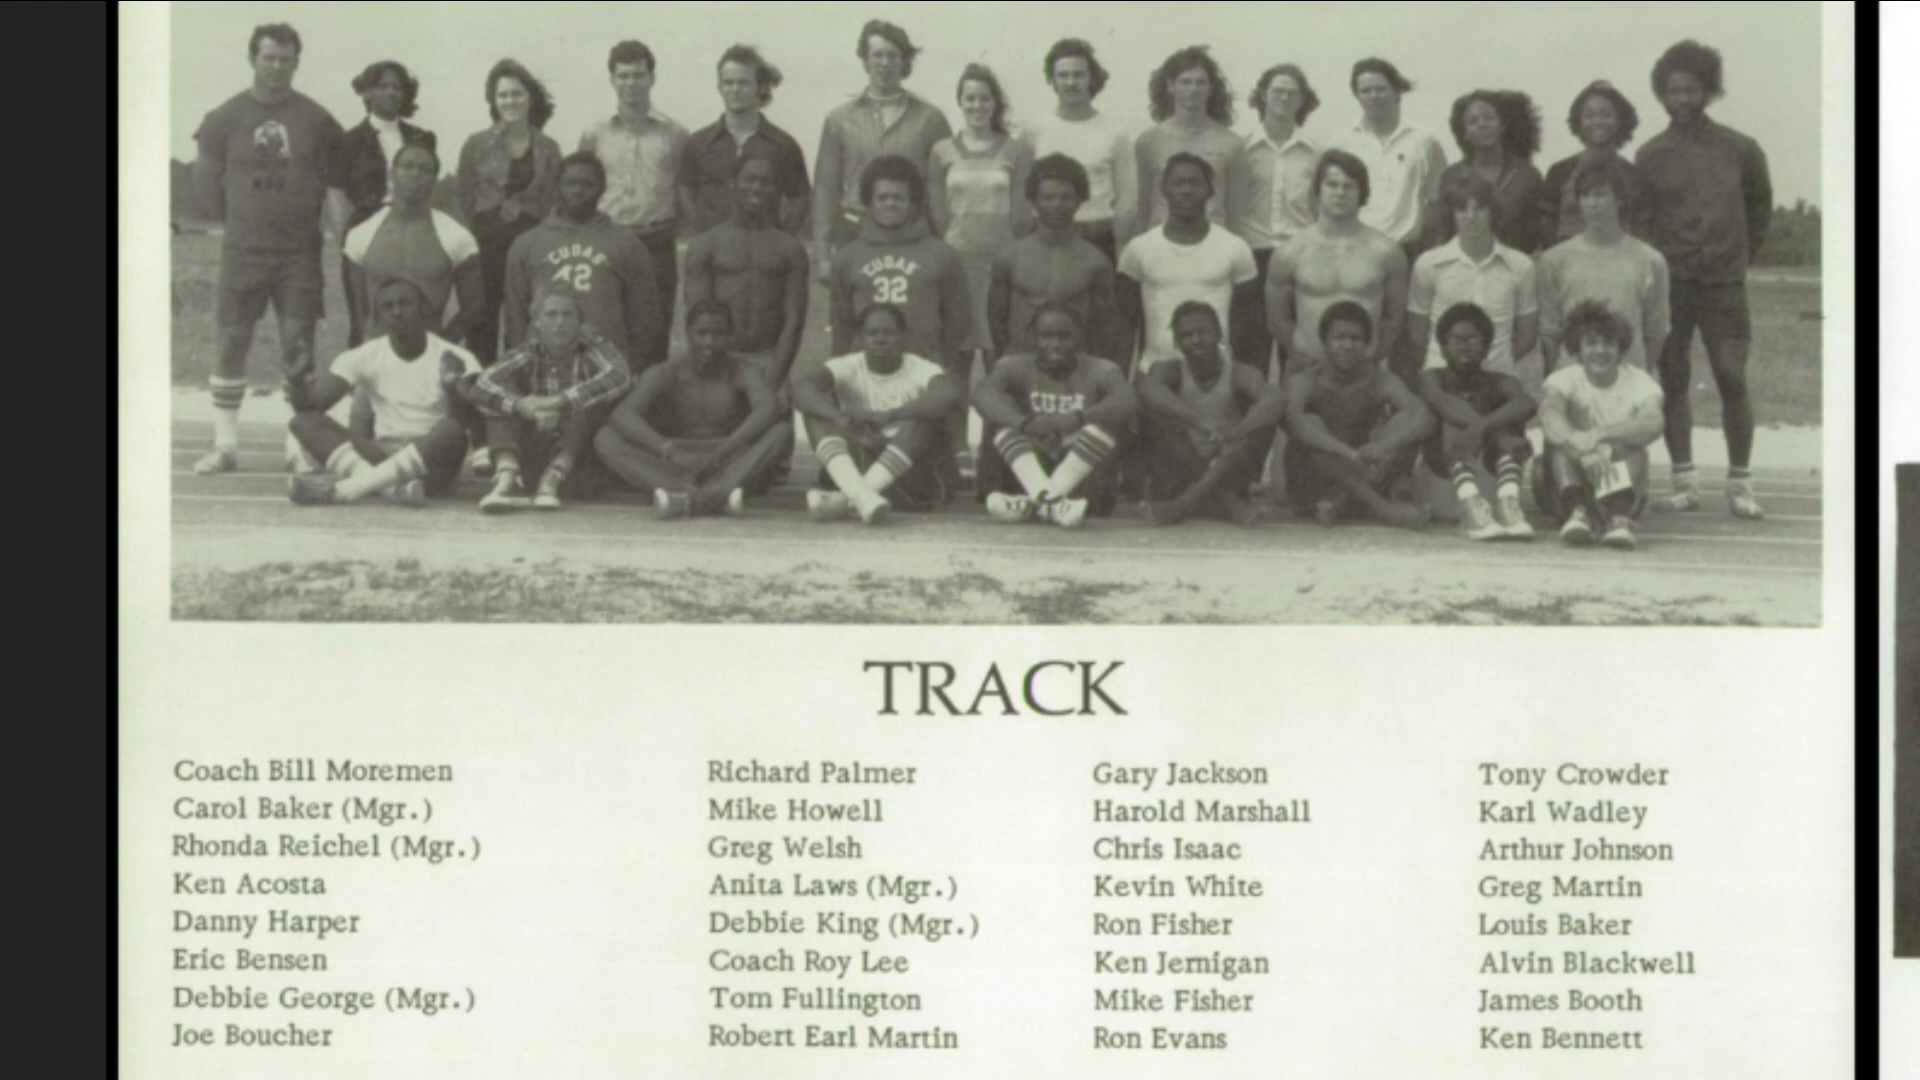 N S U
'CUDAS
42
'CUDAS
32
CUDA
TRACK
Coach Bill Moremen
Carol Baker (Mgr.)
Rhonda Reichel (Mgr.)
Ken Acosta
Danny Harper
Eric Bensen
Debbie George (Mgr.)
Joe Boucher
Richard Palmer
Mike Howell
Greg Welsh
Anita Laws (Mgr.)
Debbie King (Mgr.)
Coach Roy Lee
Tom Fullington
Robert Earl Martin
Gary Jackson
Harold Marshall
Chris Isaac
Kevin White
Ron Fisher
Ken Jernigan
Mike Fisher
Ron Evans
Tony Crowder
Karl Wadley
Arthur Johnson
Greg Martin
Louis Baker
Alvin Blackwell
James Booth
Ken Bennett